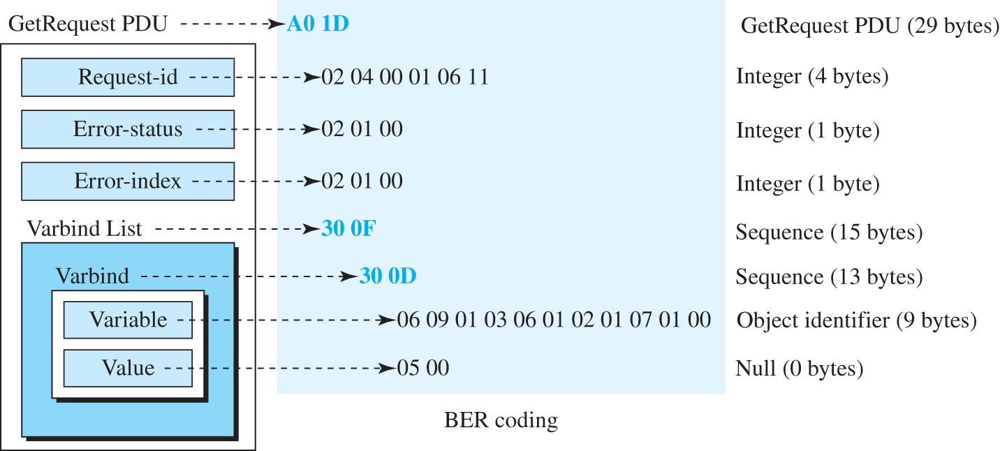 GetRequest PDU A0 1D GetRequest PDU (29 bytes)
Request-id 02 04 00 01 06 11 Integer (4 bytes)
Error-status 02 01 00 Integer (1 byte)
Error-index 02 01 00 Integer (1 byte)
Varbind List 30 0F Sequence (15 bytes)
Varbind 30 0D Sequence (13 bytes)
Variable 06 09 01 03 06 01 02 01 07 01 00 Object identifier (9 bytes)
Value 05 00 Null (0 bytes)
BER coding